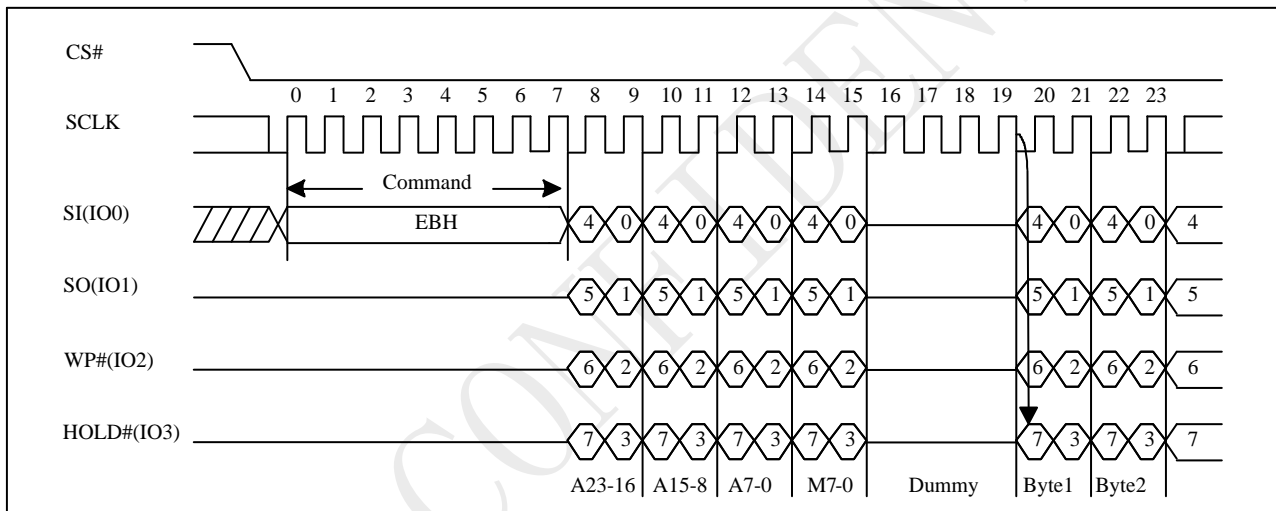 CS#
0 1 2 3 4 5 6 7 8 9 10 11 12 13 14 15 16 17 18 19 20 21 22 23
SCLK
Command
SI(IO0) EBH 4 0 4 0 4 0 4 0 4 0 4 0 4
SO(IO1) 5 1 5 1 5 1 5 1 5 1 5 1 5
WP#(IO2) 6 2 6 2 6 2 6 2 6 2 6 2 6
HOLD#(IO3) 7 3 7 3 7 3 7 3 7 3 7 3 7
A23-16 A15-8 A7-0 M7-0 Dummy Byte1 Byte2
CONFIDEN